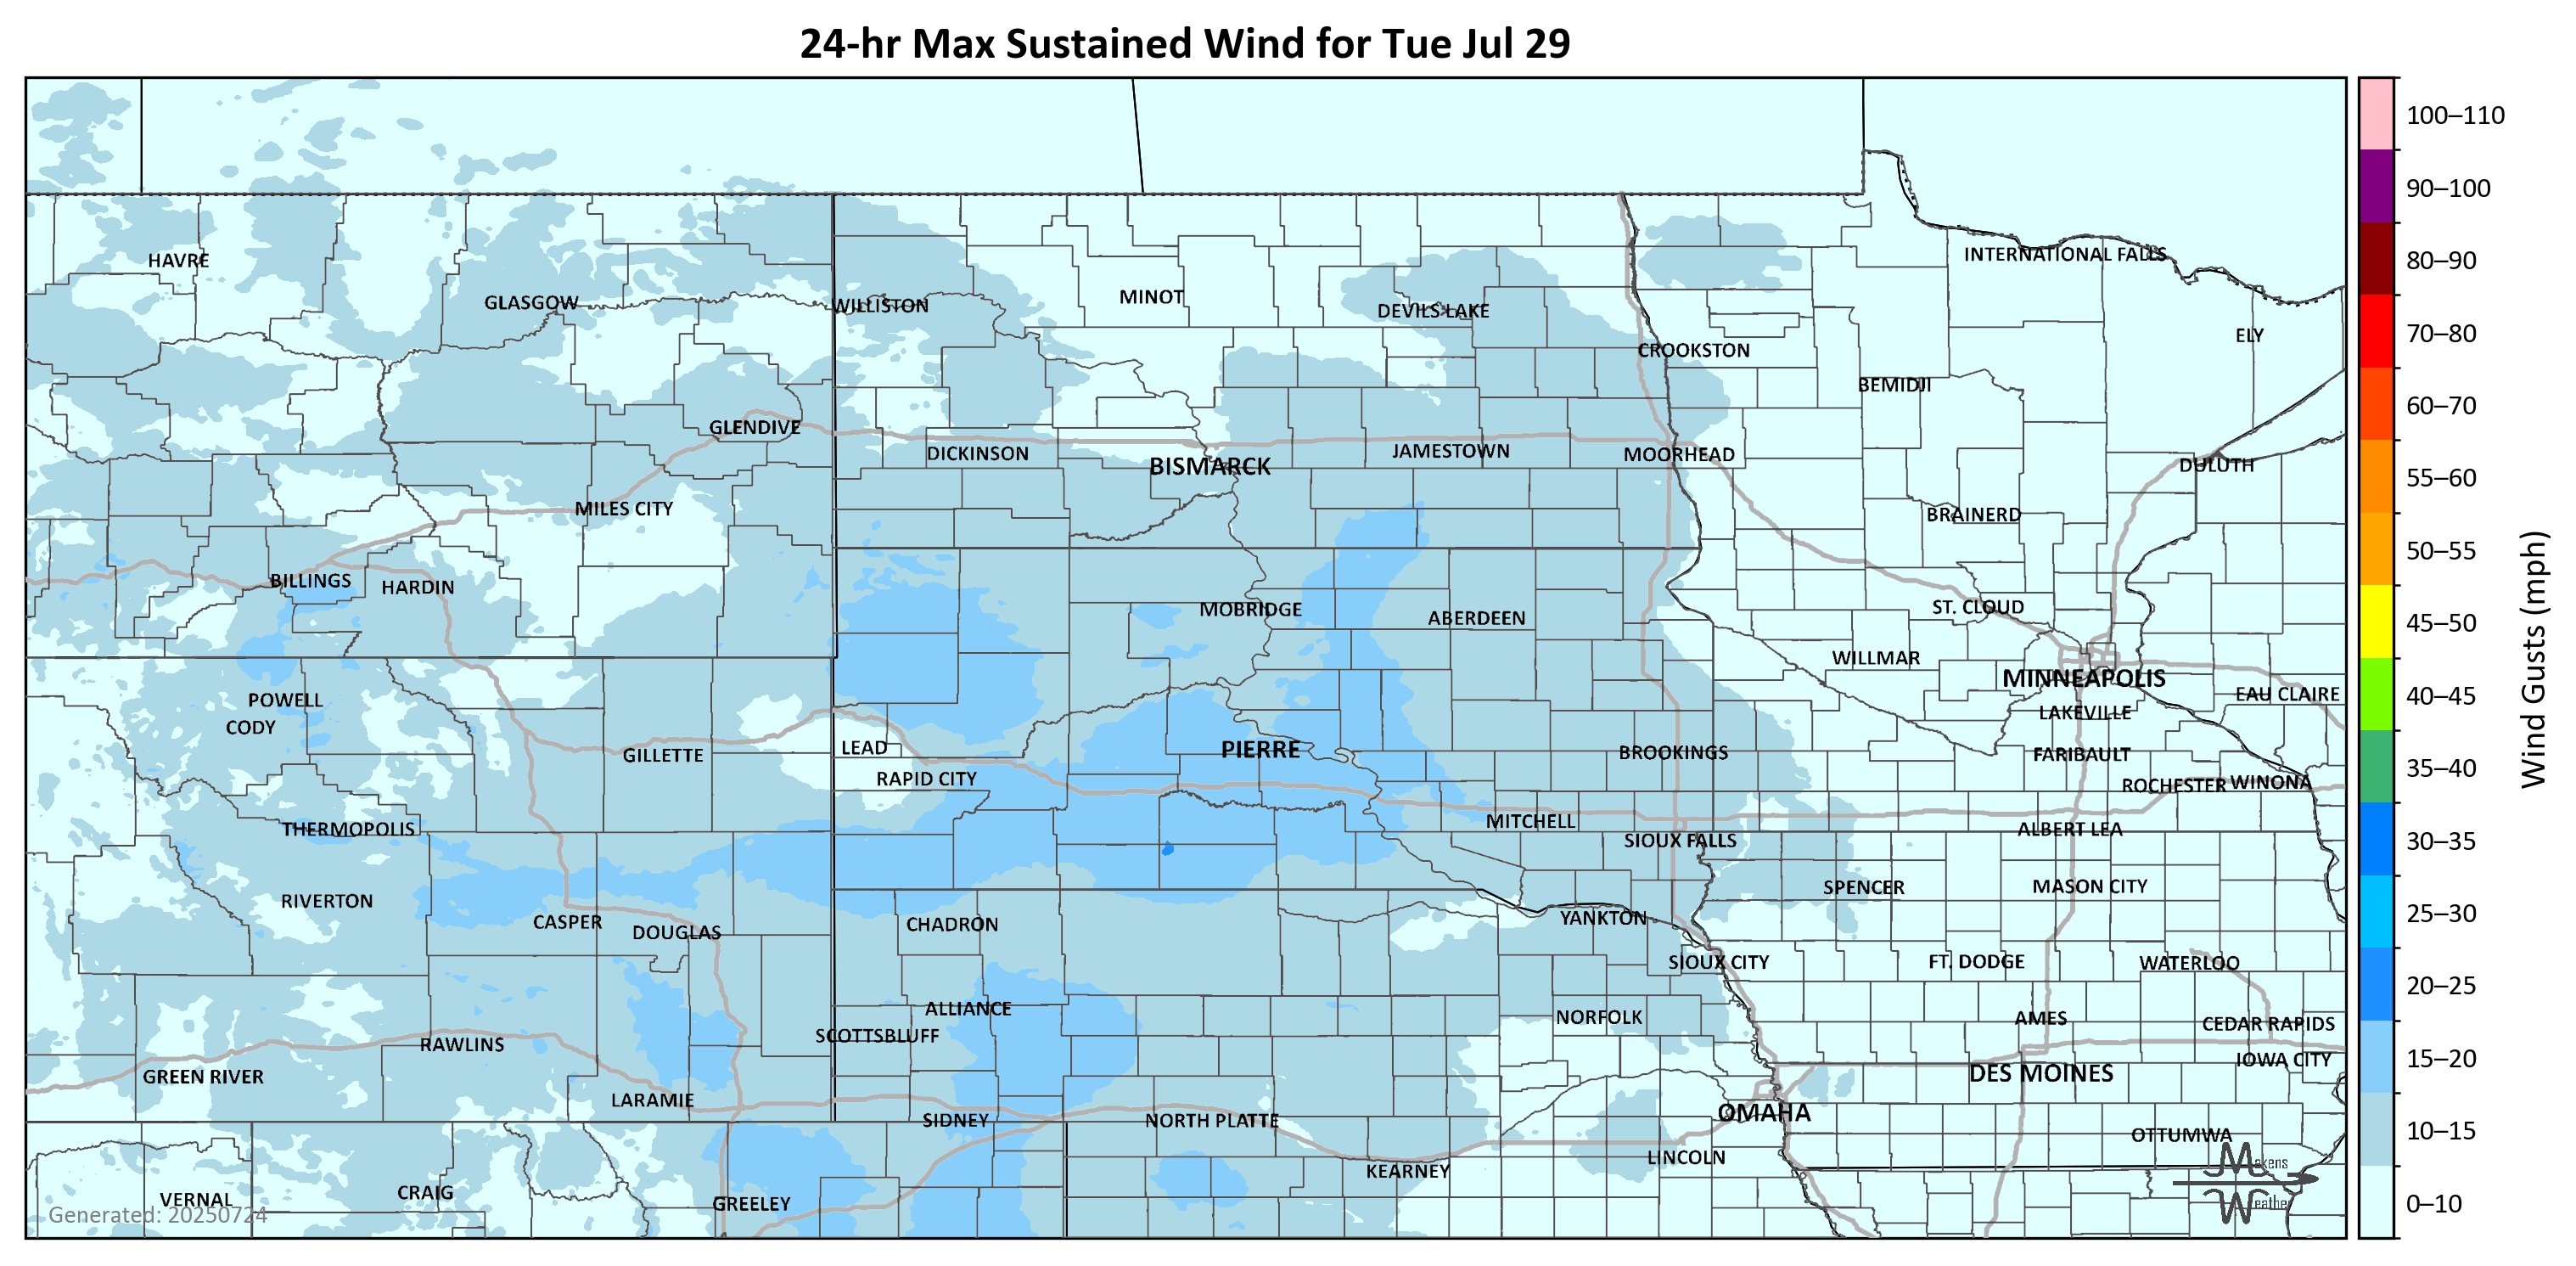 24-hr Max Sustained Wind for Tue Jul 29
100–110
90–100
80–90
70–80
60–70
55–60
50–55
45–50
40–45
35–40
30–35
25–30
20–25
15–20
10–15
0–10
Wind Gusts (mph)
HAVRE
INTERNATIONAL FALLS
GLASGOW
WILLISTON
MINOT
DEVILS LAKE
ELY
CROOKSTON
BEMIDJI
GLENDIVE
DICKINSON
BISMARCK
JAMESTOWN
MOORHEAD
DULUTH
MILES CITY
BRAINERD
BILLINGS
HARDIN
MOBRIDGE
ABERDEEN
ST. CLOUD
WILLMAR
MINNEAPOLIS
EAU CLAIRE
POWELL
CODY
LAKEVILLE
GILLETTE
LEAD
PIERRE
BROOKINGS
FARIBAULT
RAPID CITY
ROCHESTER
WINONA
THERMOPOLIS
MITCHELL
SIOUX FALLS
ALBERT LEA
RIVERTON
SPENCER
MASON CITY
CASPER
DOUGLAS
CHADRON
YANKTON
SIOUX CITY
FT. DODGE
WATERLOO
ALLIANCE
SCOTTSBLUFF
NORFOLK
AMES
CEDAR RAPIDS
RAWLINS
IOWA CITY
GREEN RIVER
DES MOINES
LARAMIE
SIDNEY
NORTH PLATTE
OMAHA
OTTUMWA
KEARNEY
LINCOLN
VERNAL
CRAIG
GREELEY
Generated: 20250724
Makens
Weather